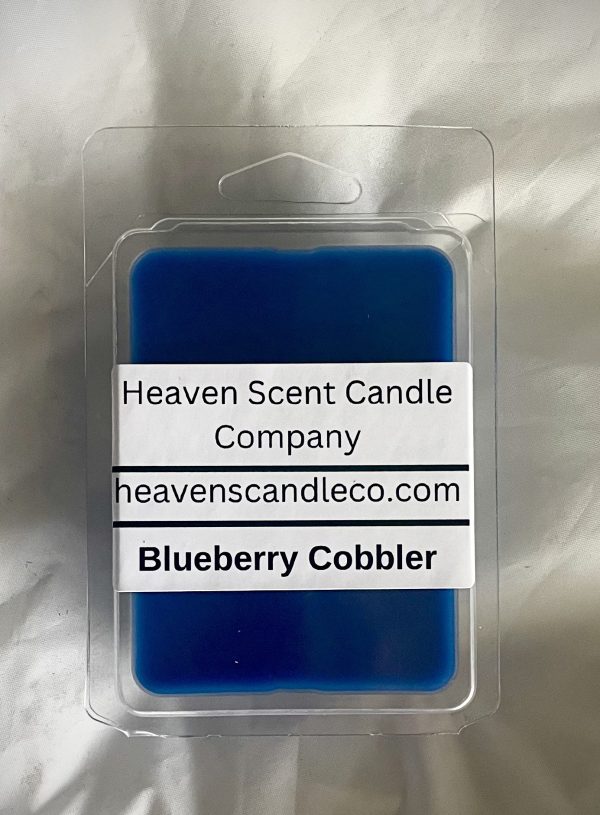 Heaven Scent Candle
Company
heavenscandleco.com
Blueberry Cobbler